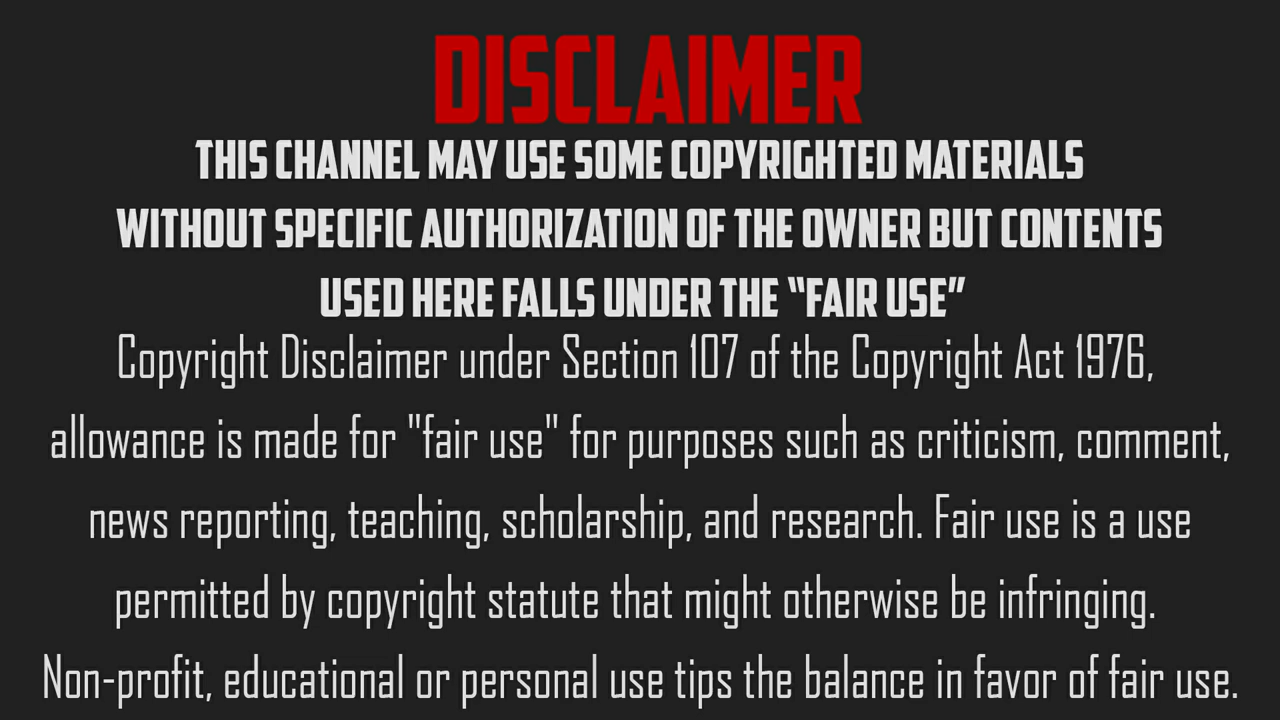 DISCLAIMER
THIS CHANNEL MAY USE SOME COPYRIGHTED MATERIALS
WITHOUT SPECIFIC AUTHORIZATION OF THE OWNER BUT CONTENTS
USED HERE FALLS UNDER THE “FAIR USE”
Copyright Disclaimer under Section 107 of the Copyright Act 1976,
allowance is made for "fair use" for purposes such as criticism, comment,
news reporting, teaching, scholarship, and research. Fair use is a use
permitted by copyright statute that might otherwise be infringing.
Non-profit, educational or personal use tips the balance in favor of fair use.